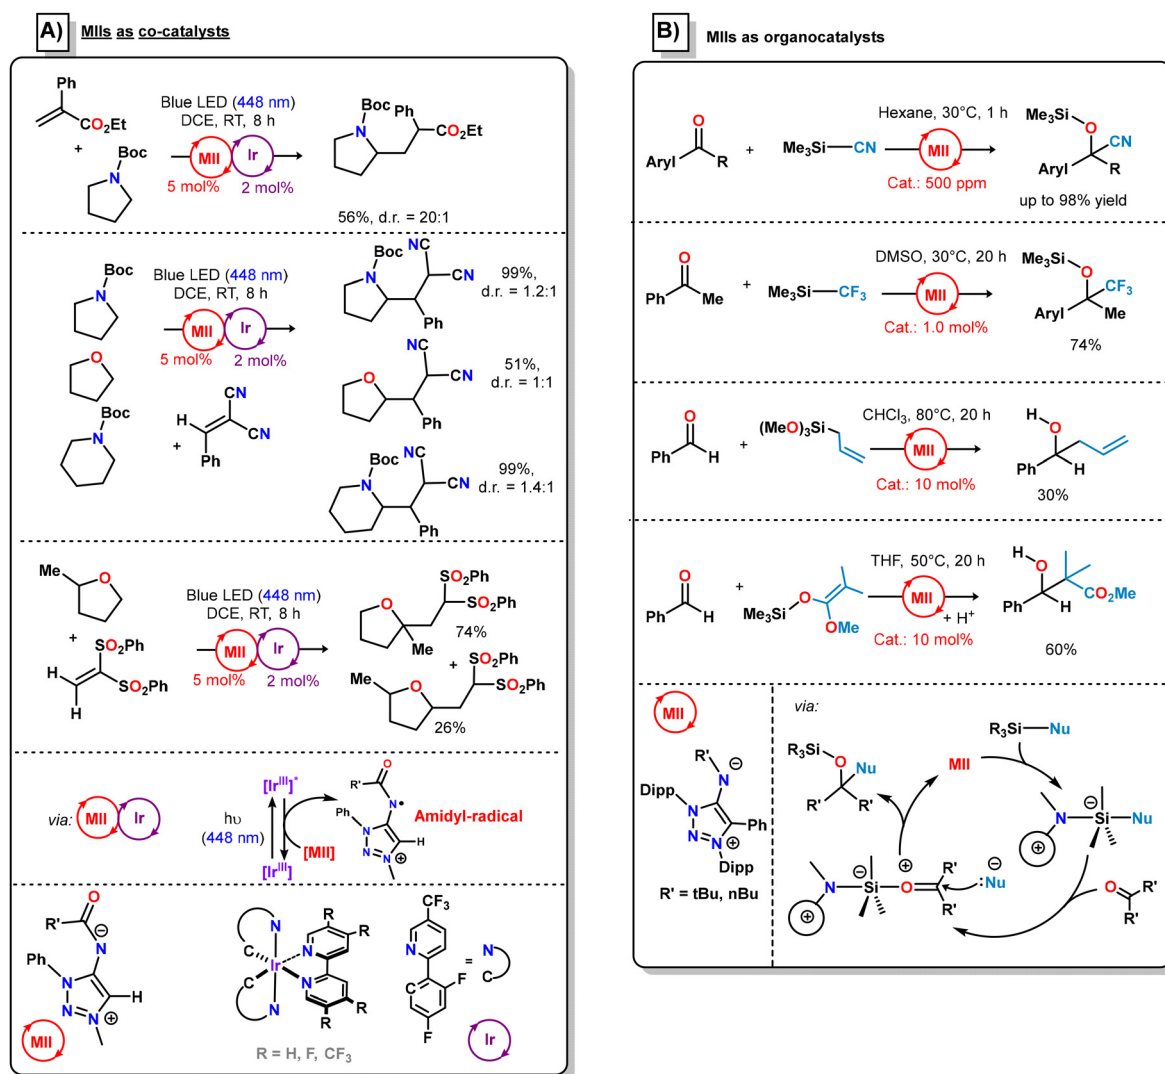 A) MIIs as co-catalysts
Ph
CO2Et
+
Boc
N
Blue LED (448 nm)
DCE, RT, 8 h
MII Ir
5 mol% 2 mol%
Boc
N
Ph
CO2Et
56%, d.r. = 20:1
Boc
N
O
Boc
N
Blue LED (448 nm)
DCE, RT, 8 h
MII Ir
5 mol% 2 mol%
+
H
CN
CN
Ph
Boc
N
NC
CN
Ph
99%,
d.r. = 1.2:1
O
NC
CN
Ph
51%,
d.r. = 1:1
Boc
N
NC
CN
Ph
99%,
d.r. = 1.4:1
Me
O
+
H
H
SO2Ph
SO2Ph
Blue LED (448 nm)
DCE, RT, 8 h
MII Ir
5 mol% 2 mol%
SO2Ph
SO2Ph
O
Me
74%
+
Me
O
SO2Ph
SO2Ph
26%
via:
MII Ir
hυ
(448 nm)
[IrIII]*
[IrIII]
[MII]
O
R'
N•
Ph
N
N
N
⊕
H
Amidyl-radical
O
R'
⊖
N
Ph
N
N
N
⊕
H
MII
N
C
C
N
Ir
N
N
R
R
R
R
R = H, F, CF3
CF3
N
C
F
F
=
N
C
Ir
B) MIIs as organocatalysts
O
Aryl R
+
Me3Si CN
Hexane, 30°C, 1 h
MII
Cat.: 500 ppm
Me3Si
O
CN
Aryl R
up to 98% yield
O
Ph Me
+
Me3Si CF3
DMSO, 30°C, 20 h
MII
Cat.: 1.0 mol%
Me3Si
O
CF3
Aryl Me
74%
O
Ph H
+
(MeO)3Si
CHCl3, 80°C, 20 h
MII
Cat.: 10 mol%
H
O
Ph H
30%
O
Ph H
+
Me3Si
O
OMe
THF, 50°C, 20 h
MII
+ H+
Cat.: 10 mol%
H
O
Ph H
CO2Me
60%
MII
R'
⊖
N
Dipp
N
N
N
⊕
Ph
Dipp
R' = tBu, nBu
via:
R3Si
O
Nu
R' R'
MII
R3Si Nu
N
⊖
Si
Nu
⊕
O
R'
R'
N
⊖
Si
⊕
O
R'
R'
⊖
:Nu
⊕